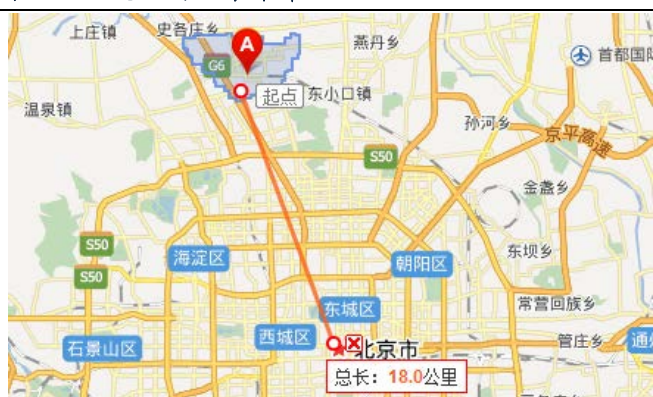 上庄镇
史各庄乡
燕丹乡
A
G6
首都国际
起点
东小口镇
温泉镇
孙河乡
京平高速
S50
金盏乡
S50
海淀区
朝阳区
东坝乡
S50
东城区
常营回族乡
西城区
石景山区
北京市
管庄乡
通州
总长：18.0公里